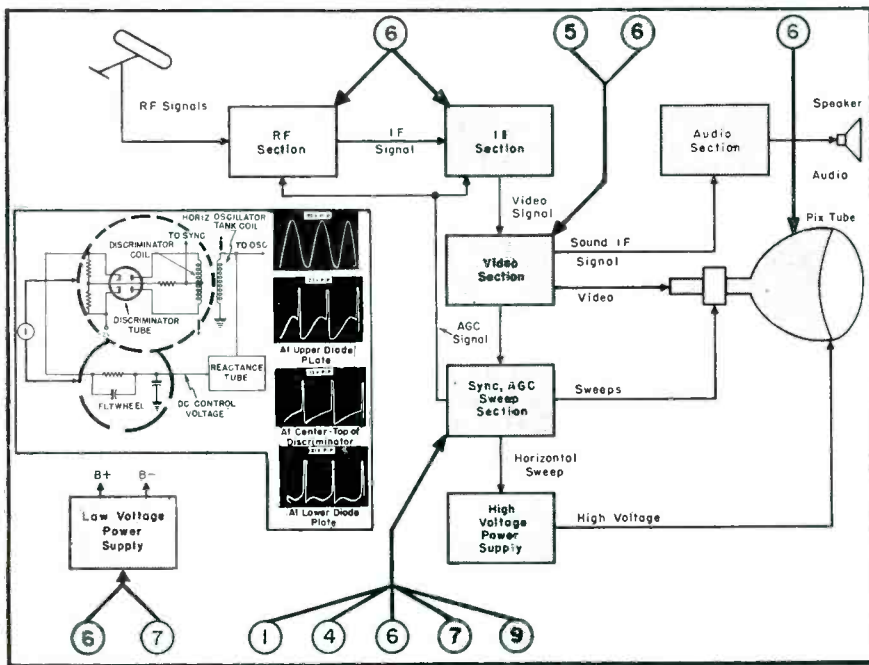 6
5
6
6
RF Signals
RF
Section
IF
Signal
IF
Section
Audio
Section
Speaker
Audio
Video
Signal
Pix Tube
HORIZ OSCILLATOR
TANK COIL
TO SYNC
DISCRIMINATOR
COIL
TO OSC
DISCRIMINATOR
TUBE
1
REACTANCE
TUBE
FLYWHEEL
DC CONTROL
VOLTAGE
At Upper Diode
Plate
At Center-Top of
Discriminator
At Lower Diode
Plate
Video
Section
Sound IF
Signal
Video
AGC
Signal
Sync, AGC
Sweep
Section
Sweeps
Horizontal
Sweep
High
Voltage
Power
Supply
High Voltage
B+
B-
Low Voltage
Power
Supply
6
7
1
4
6
7
9